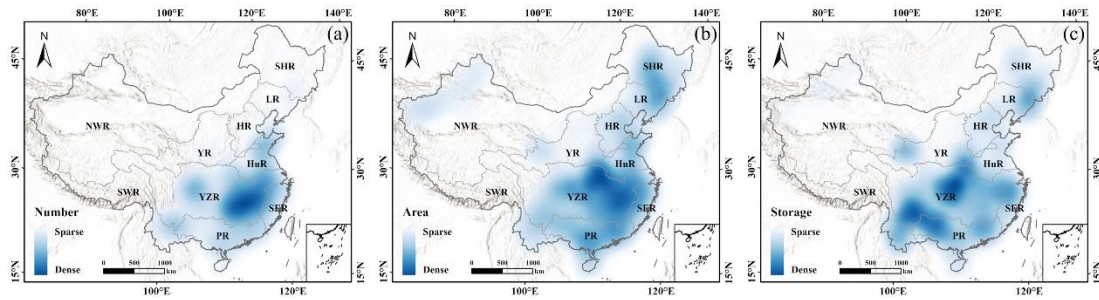 80°E 100°E 120°E 140°E
(a)
N
45°N
SHR
LR
NWR
HR
YR
HuR
30°N
SWR
YZR
SER
PR
Number
Sparse
Dense
0 500 1000
km
15°N
100°E 120°E
80°E 100°E 120°E 140°E
(b)
N
45°N
SHR
LR
NWR
HR
YR
HuR
30°N
SWR
YZR
SER
PR
Area
Sparse
Dense
0 500 1000
km
15°N
100°E 120°E
80°E 100°E 120°E 140°E
(c)
N
45°N
SHR
LR
NWR
HR
YR
HuR
30°N
SWR
YZR
SER
PR
Storage
Sparse
Dense
0 500 1000
km
15°N
100°E 120°E